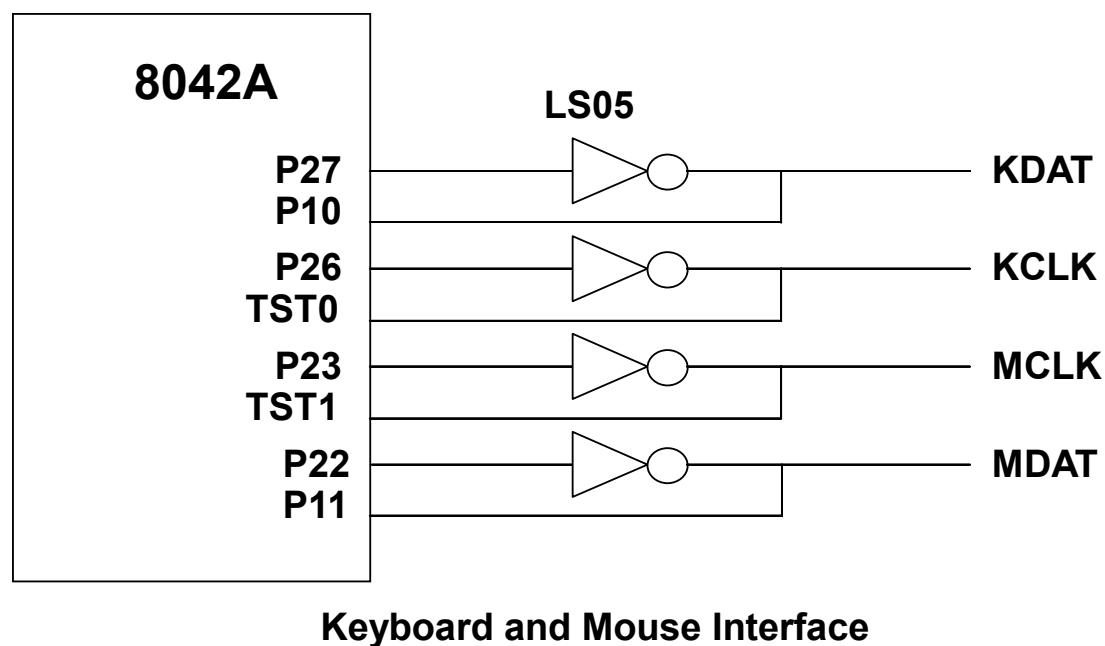 8042A
LS05
P27
KDAT
P10
P26
KCLK
TST0
P23
MCLK
TST1
P22
MDAT
P11
Keyboard and Mouse Interface